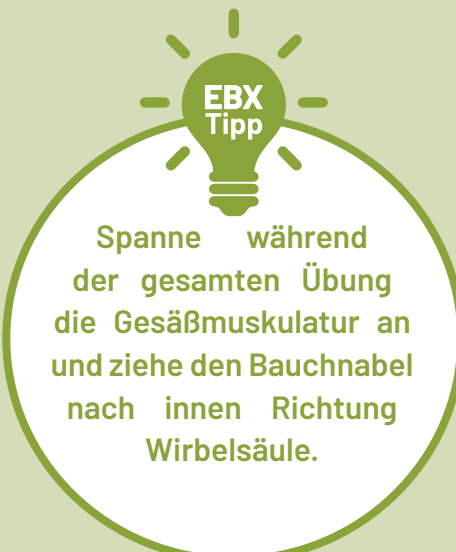 EBX
Tipp
Spanne während
der gesamten Übung
die Gesäßmuskulatur an
und ziehe den Bauchnabel
nach innen Richtung
Wirbelsäule.